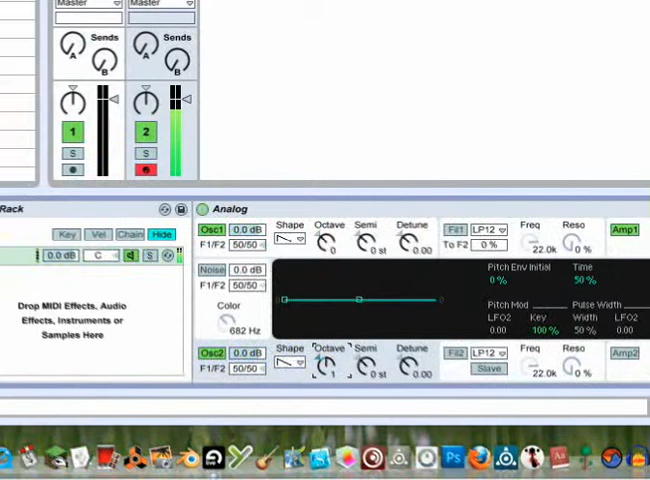 Master Master
Sends Sends
A A
B B
1 2
S S
Rack
Analog
Key Vel Chain Hide
0.0 dB C S
Drop MIDI Effects, Audio
Effects, Instruments or
Samples Here
Osc1 0.0 dB Shape Octave Semi Detune Fil1 LP12 Freq Reso Amp1
F1/F2 50/50 0 0 st 0.00 To F2 0 % 22.0k 0 %
Noise 0.0 dB Pitch Env Initial Time
F1/F2 50/50 0 % 50 %
Color Pitch Mod Pulse Width
LFO2 Key Width LFO2
682 Hz 0.00 100 % 50 % 0.00
Osc2 0.0 dB Shape Octave Semi Detune Fil2 LP12 Freq Reso Amp2
F1/F2 50/50 1 0 st 0.00 Slave 22.0k 0 %
Ps
Aa